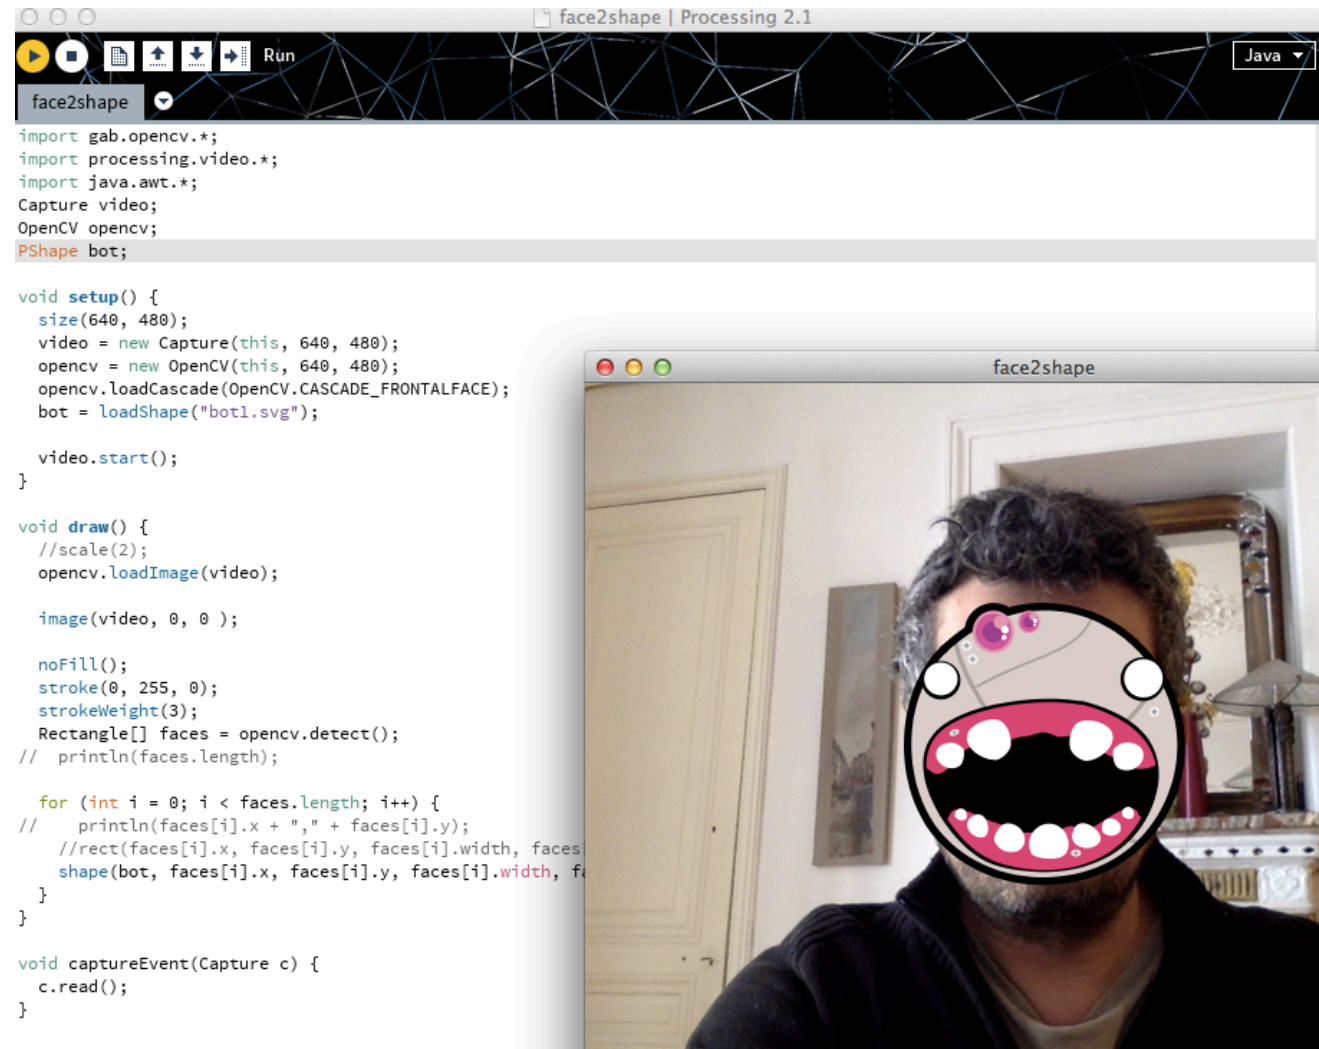 face2shape | Processing 2.1
Run
Java
face2shape
import gab.opencv.*;
import processing.video.*;
import java.awt.*;
Capture video;
OpenCV opencv;
PShape bot;
void setup() {
size(640, 480);
video = new Capture(this, 640, 480);
opencv = new OpenCV(this, 640, 480);
opencv.loadCascade(OpenCV.CASCADE_FRONTALFACE);
bot = loadShape("bot1.svg");
video.start();
}
void draw() {
//scale(2);
opencv.loadImage(video);
image(video, 0, 0 );
noFill();
stroke(0, 255, 0);
strokeWeight(3);
Rectangle[] faces = opencv.detect();
// println(faces.length);
for (int i = 0; i < faces.length; i++) {
// println(faces[i].x + "," + faces[i].y);
//rect(faces[i].x, faces[i].y, faces[i].width, faces
shape(bot, faces[i].x, faces[i].y, faces[i].width, fa
}
}
void captureEvent(Capture c) {
c.read();
}
face2shape